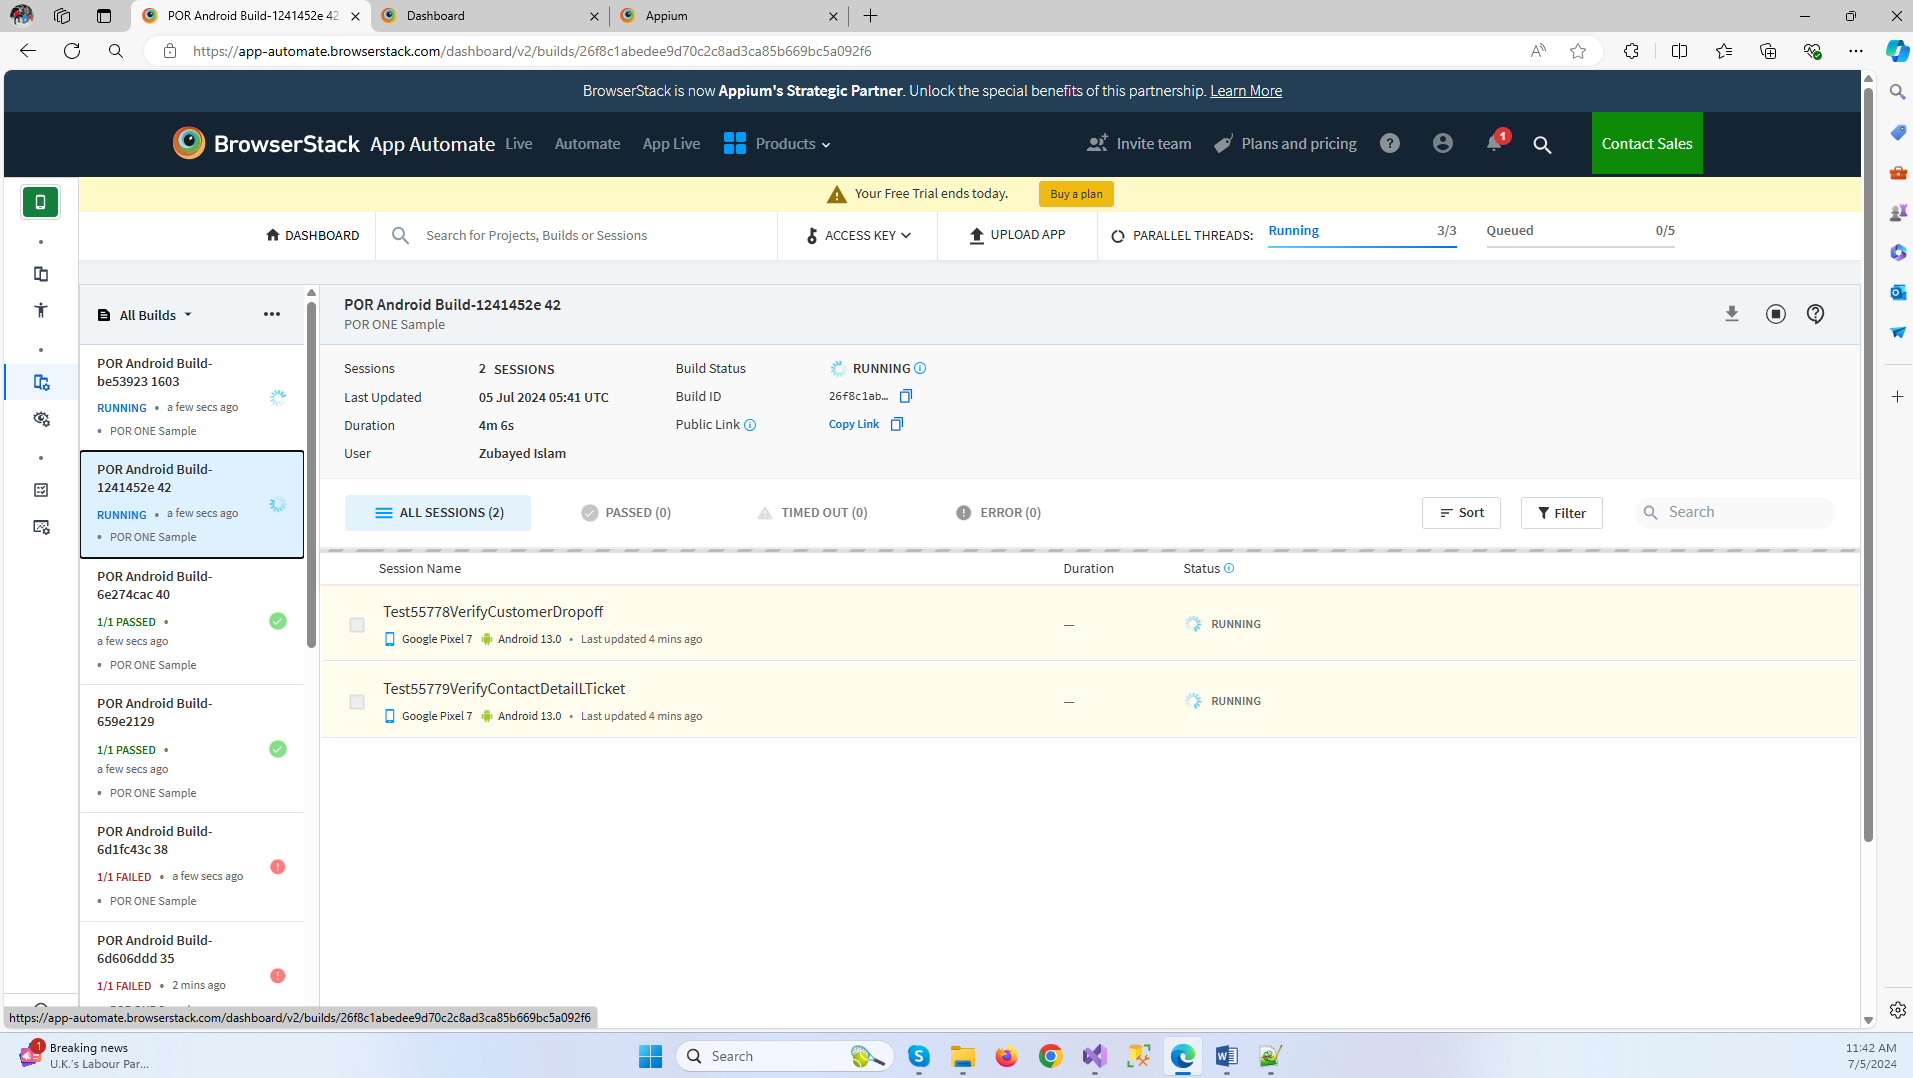 POR Android Build-1241452e 42
Dashboard
Appium
https://app-automate.browserstack.com/dashboard/v2/builds/26f8c1abedee9d70c2c8ad3ca85b669bc5a092f6
BrowserStack is now Appium's Strategic Partner. Unlock the special benefits of this partnership. Learn More
BrowserStack App Automate Live Automate App Live Products
Invite team Plans and pricing ? 1 Contact Sales
Your Free Trial ends today. Buy a plan
DASHBOARD
Search for Projects, Builds or Sessions
ACCESS KEY
UPLOAD APP
PARALLEL THREADS:
Running 3/3
Queued 0/5
All Builds
POR Android Build-
be53923 1603
RUNNING • a few secs ago
• POR ONE Sample
POR Android Build-
1241452e 42
RUNNING • a few secs ago
• POR ONE Sample
POR Android Build-
6e274cac 40
1/1 PASSED •
a few secs ago
• POR ONE Sample
POR Android Build-
659e2129
1/1 PASSED •
a few secs ago
• POR ONE Sample
POR Android Build-
6d1fc43c 38
1/1 FAILED • a few secs ago
• POR ONE Sample
POR Android Build-
6d606ddd 35
1/1 FAILED • 2 mins ago
POR Android Build-1241452e 42
POR ONE Sample
Sessions 2 SESSIONS
Last Updated 05 Jul 2024 05:41 UTC
Duration 4m 6s
User Zubayed Islam
Build Status RUNNING
Build ID 26f8c1ab...
Public Link Copy Link
ALL SESSIONS (2)
PASSED (0)
TIMED OUT (0)
ERROR (0)
Sort
Filter
Search
Session Name Duration Status
Test55778VerifyCustomerDropoff
Google Pixel 7 Android 13.0 • Last updated 4 mins ago
— RUNNING
Test55779VerifyContactDetailLTicket
Google Pixel 7 Android 13.0 • Last updated 4 mins ago
— RUNNING
https://app-automate.browserstack.com/dashboard/v2/builds/26f8c1abedee9d70c2c8ad3ca85b669bc5a092f6
1
Breaking news
U.K.'s Labour Par...
Search
11:42 AM
7/5/2024